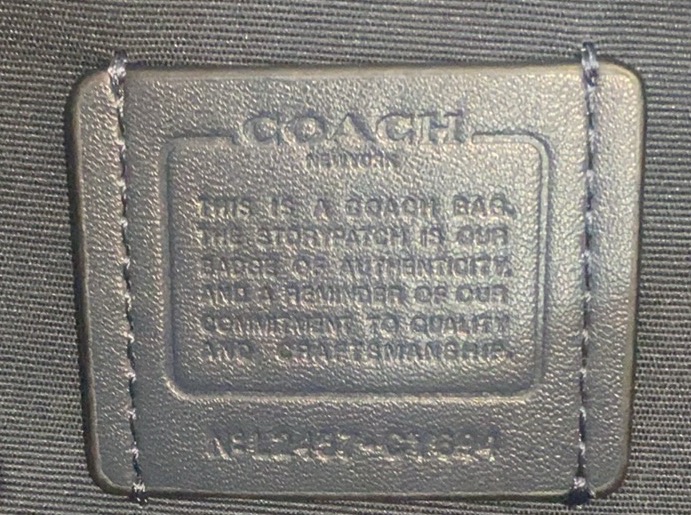 COACH
NEW YORK
THIS IS A COACH BAG.
THE STORYPATCH IS OUR
BADGE OF AUTHENTICITY,
AND A REMINDER OF OUR
COMMITMENT TO QUALITY
AND CRAFTSMANSHIP.